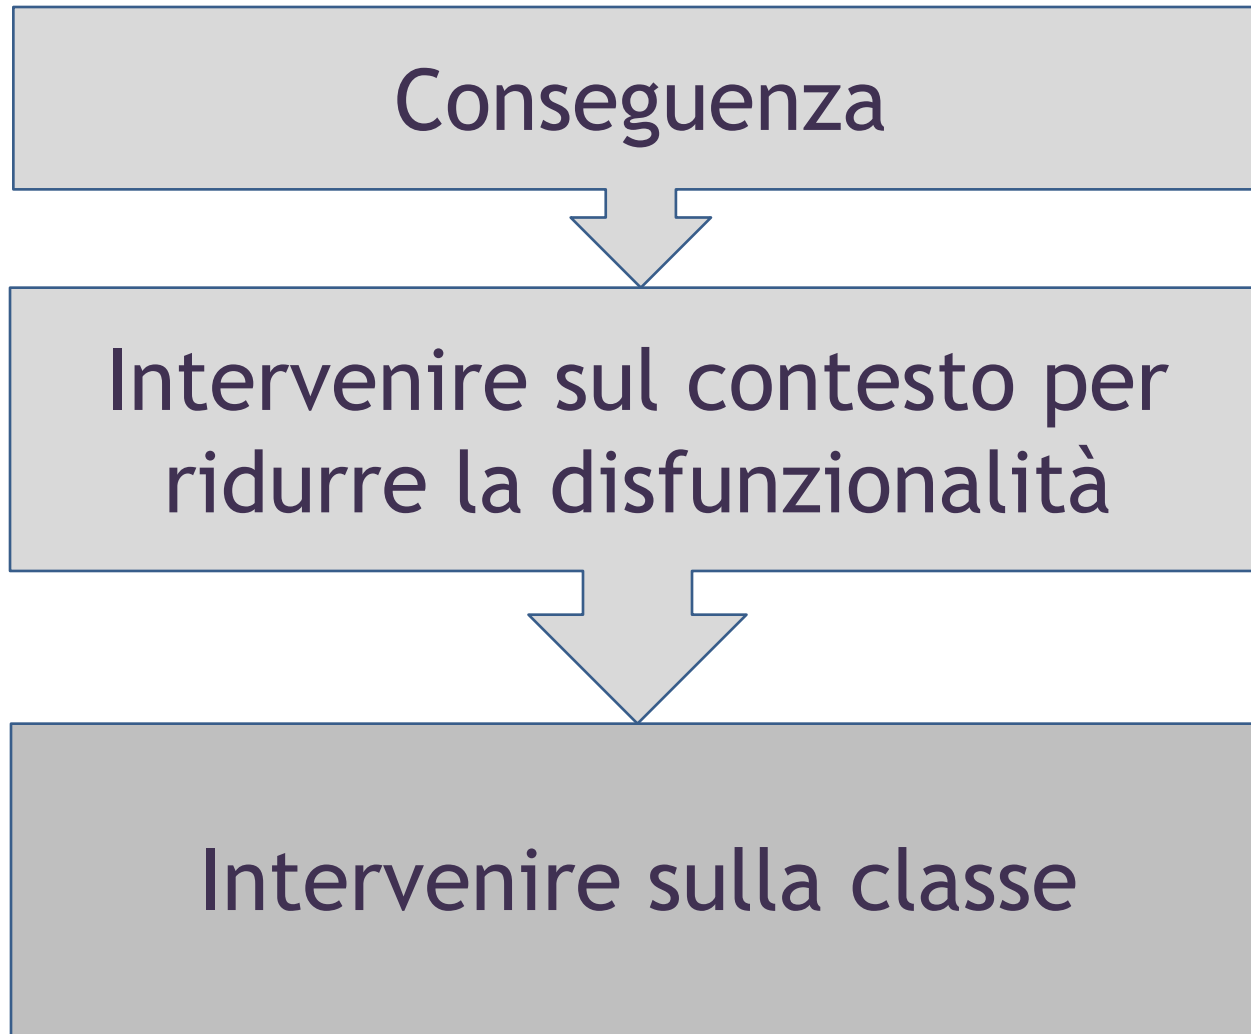 Conseguenza
Intervenire sul contesto per
ridurre la disfunzionalità
Intervenire sulla classe